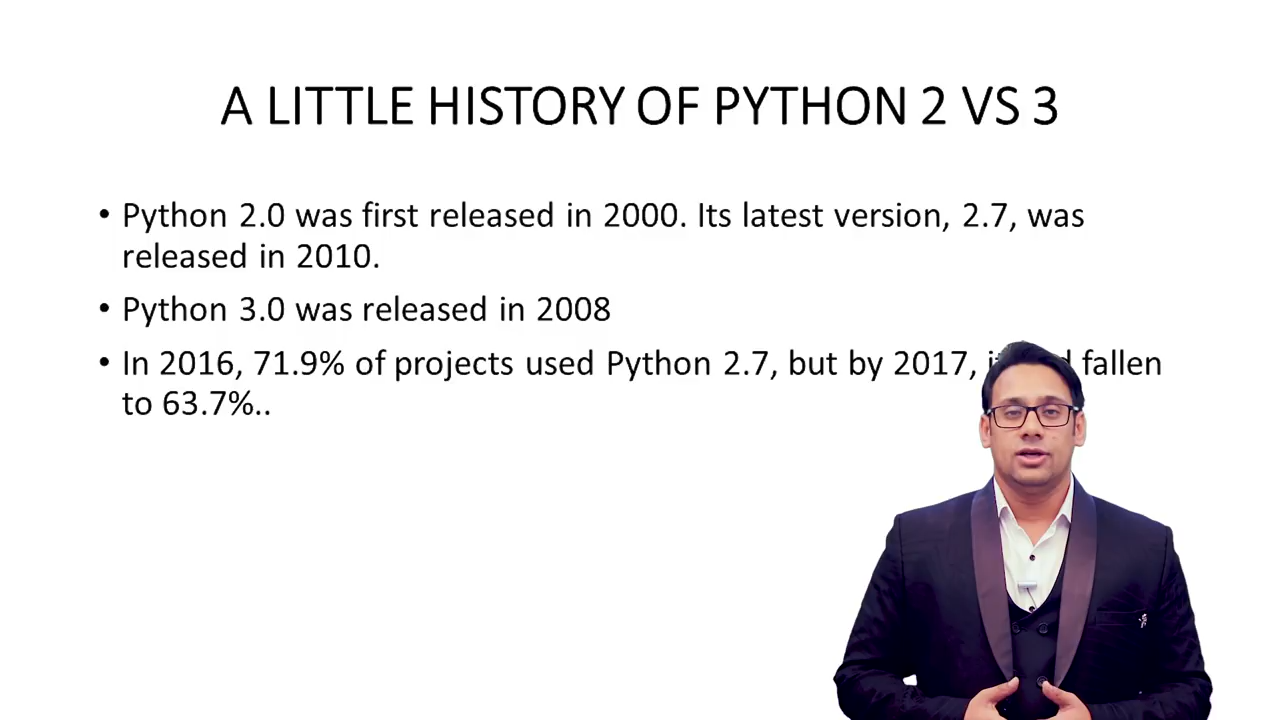 A LITTLE HISTORY OF PYTHON 2 VS 3
• Python 2.0 was first released in 2000. Its latest version, 2.7, was
released in 2010.
• Python 3.0 was released in 2008
• In 2016, 71.9% of projects used Python 2.7, but by 2017, fallen
to 63.7%..